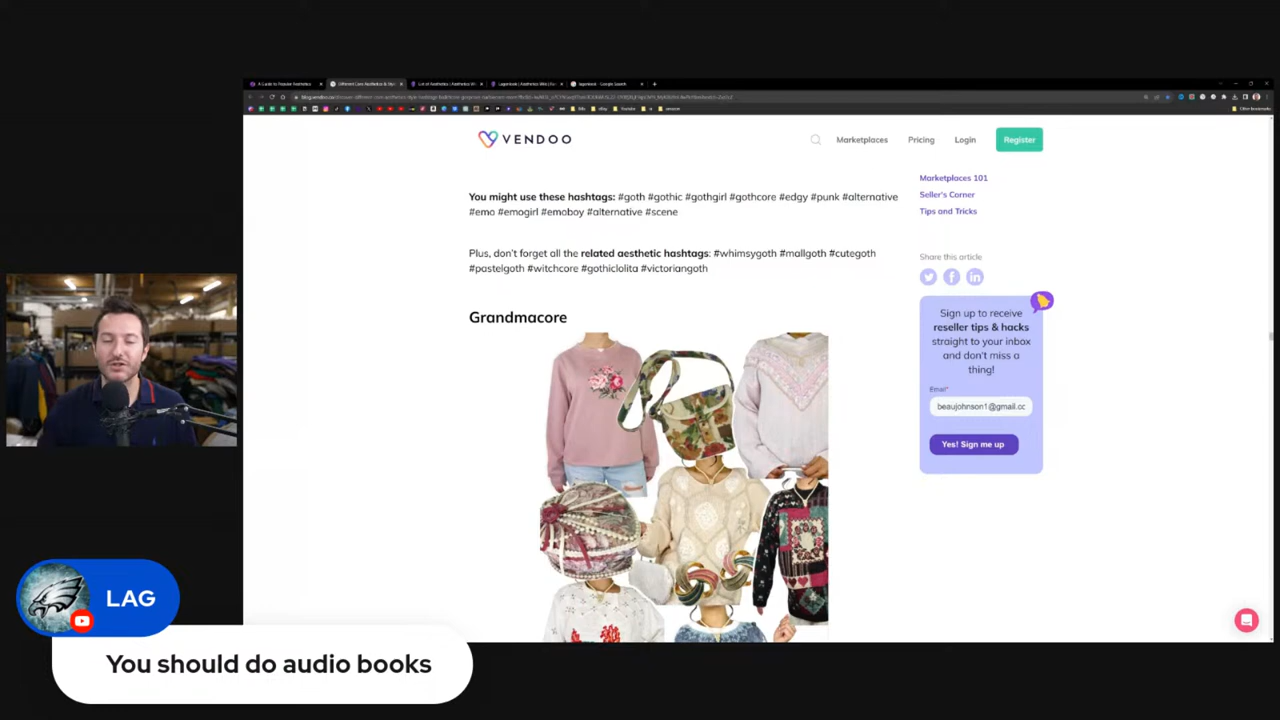 VENDOO
Marketplaces
Pricing
Login
Register
You might use these hashtags: #goth #gothic #gothgirl #gothcore #edgy #punk #alternative
#emo #emogirl #emoboy #alternative #scene
Plus, don't forget all the related aesthetic hashtags: #whimsygoth #mallgoth #cutegoth
#pastelgoth #witchcore #gothiclolita #victoriangoth
Grandmacore
Marketplaces 101
Seller's Corner
Tips and Tricks
Share this article
Sign up to receive
reseller tips & hacks
straight to your inbox
and don't miss a
thing!
Email*
beaujohnson1@gmail.cc
Yes! Sign me up
LAG
You should do audio books